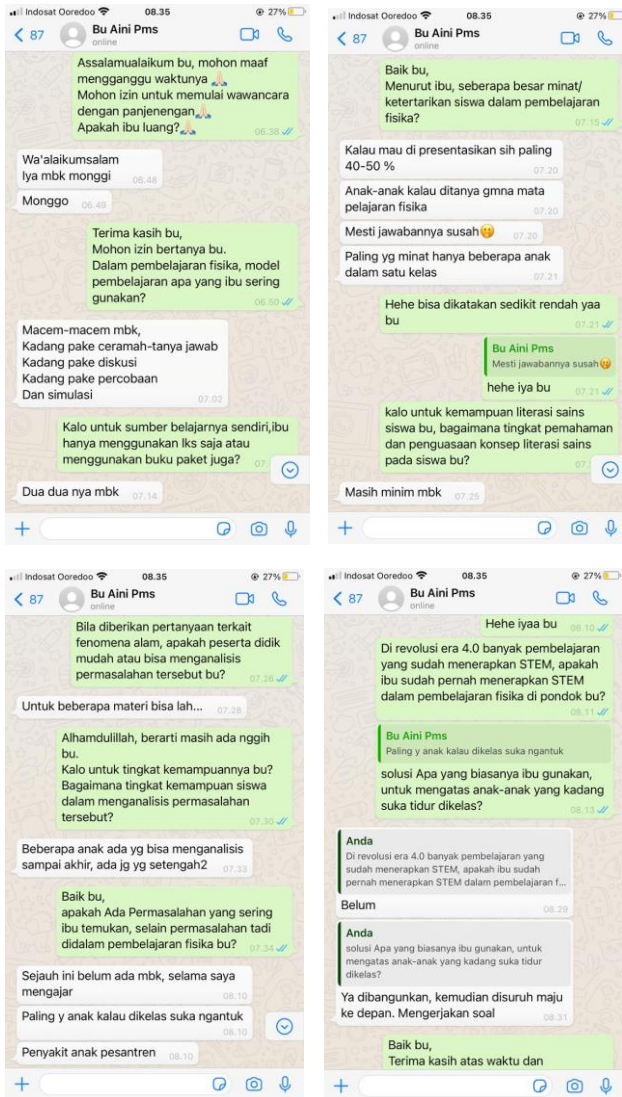 Indosat Ooredoo 08.35 27%
87 Bu Aini Pms
online
Assalamualaikum bu, mohon maaf
mengganggu waktunya 🙏🏻
Mohon izin untuk memulai wawancara
dengan panjenengan🙏🏻
Apakah ibu luang?🙏🏻 06.38
Wa'alaikumsalam
Iya mbk monggi 06.48
Monggo 06.49
Terima kasih bu,
Mohon izin bertanya bu.
Dalam pembelajaran fisika, model
pembelajaran apa yang ibu sering
gunakan? 06.50
Macem-macem mbk,
Kadang pake ceramah-tanya jawab
Kadang pake diskusi
Kadang pake percobaan
Dan simulasi 07.02
Kalo untuk sumber belajarnya sendiri,ibu
hanya menggunakan lks saja atau
menggunakan buku paket juga? 07.
Dua dua nya mbk 07.14
Indosat Ooredoo 08.35 27%
87 Bu Aini Pms
online
Baik bu,
Menurut ibu, seberapa besar minat/
ketertarikan siswa dalam pembelajaran
fisika? 07.15
Kalau mau di presentasikan sih paling
40-50 % 07.20
Anak-anak kalau ditanya gmna mata
pelajaran fisika 07.20
Mesti jawabannya susah🤭 07.20
Paling yg minat hanya beberapa anak
dalam satu kelas 07.21
Hehe bisa dikatakan sedikit rendah yaa
bu 07.21
Bu Aini Pms
Mesti jawabannya susah🤭
hehe iya bu 07.21
kalo untuk kemampuan literasi sains
siswa bu, bagaimana tingkat pemahaman
dan penguasaan konsep literasi sains
pada siswa bu? 07.
Masih minim mbk 07.25
Indosat Ooredoo 08.35 27%
87 Bu Aini Pms
online
Bila diberikan pertanyaan terkait
fenomena alam, apakah peserta didik
mudah atau bisa menganalisis
permasalahan tersebut bu? 07.26
Untuk beberapa materi bisa lah... 07.28
Alhamdulillah, berarti masih ada nggih
bu.
Kalo untuk tingkat kemampuannya bu?
Bagaimana tingkat kemampuan siswa
dalam menganalisis permasalahan
tersebut? 07.30
Beberapa anak ada yg bisa menganalisis
sampai akhir, ada jg yg setengah2 07.33
Baik bu,
apakah Ada Permasalahan yang sering
ibu temukan, selain permasalahan tadi
didalam pembelajaran fisika bu? 07.34
Sejauh ini belum ada mbk, selama saya
mengajar 08.10
Paling y anak kalau dikelas suka ngantuk
08.10
Penyakit anak pesantren 08.10
Indosat Ooredoo 08.35 27%
87 Bu Aini Pms
online
Hehe iyaa bu 08.10
Di revolusi era 4.0 banyak pembelajaran
yang sudah menerapkan STEM, apakah
ibu sudah pernah menerapkan STEM
dalam pembelajaran fisika di pondok bu?
08.11
Bu Aini Pms
Paling y anak kalau dikelas suka ngantuk
solusi Apa yang biasanya ibu gunakan,
untuk mengatas anak-anak yang kadang
suka tidur dikelas? 08.13
Anda
Di revolusi era 4.0 banyak pembelajaran yang
sudah menerapkan STEM, apakah ibu sudah
pernah menerapkan STEM dalam pembelajaran f...
Belum 08.29
Anda
solusi Apa yang biasanya ibu gunakan, untuk
mengatas anak-anak yang kadang suka tidur
dikelas?
Ya dibangunkan, kemudian disuruh maju
ke depan. Mengerjakan soal 08.31
Baik bu,
Terima kasih atas waktu dan